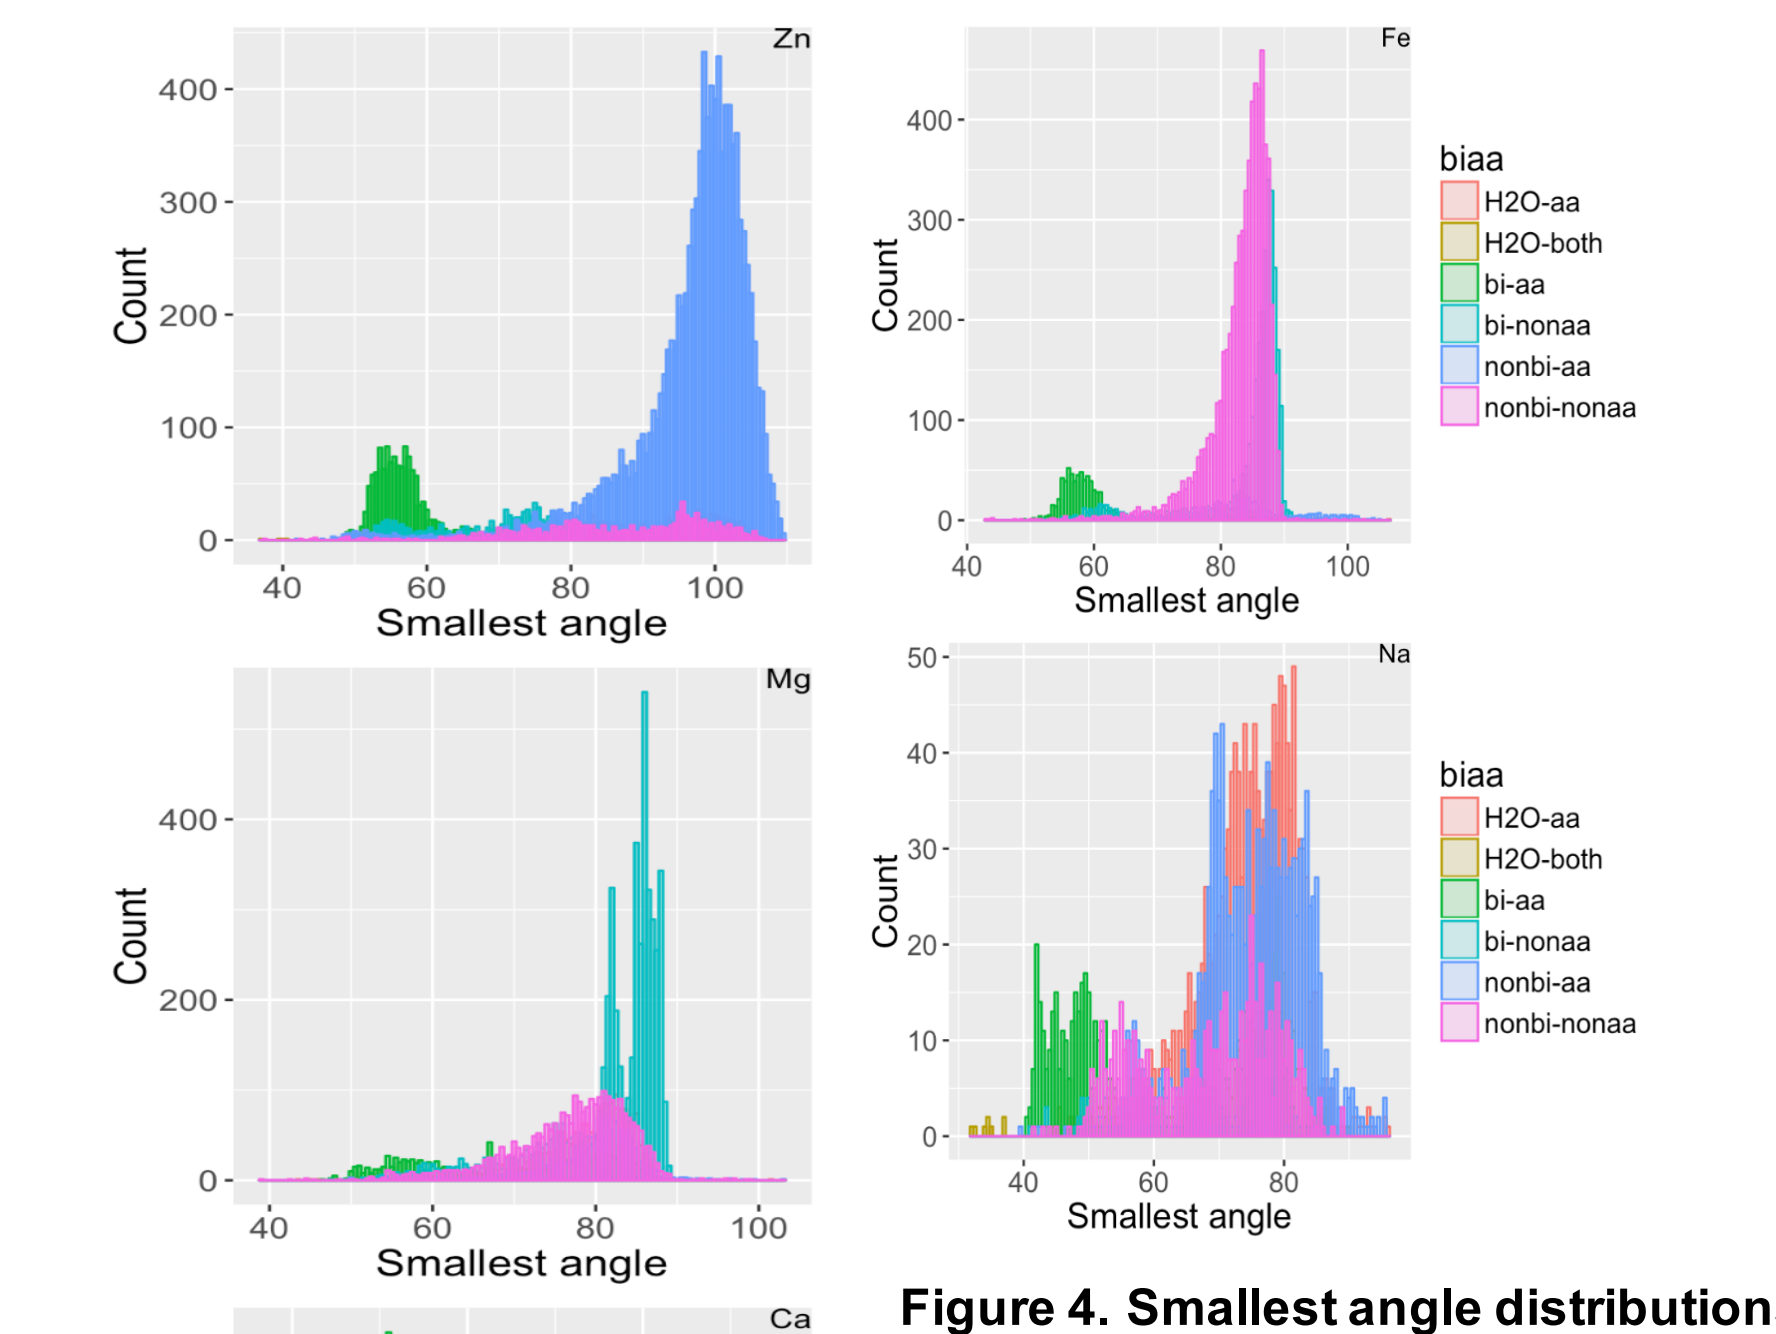 Zn
400
300
200
100
0
Count
40 60 80 100
Smallest angle
Fe
400
300
200
100
0
Count
40 60 80 100
Smallest angle
biaa
H2O-aa
H2O-both
bi-aa
bi-nonaa
nonbi-aa
nonbi-nonaa
Mg
400
200
0
Count
40 60 80 100
Smallest angle
Na
50
40
30
20
10
0
Count
40 60 80
Smallest angle
biaa
H2O-aa
H2O-both
bi-aa
bi-nonaa
nonbi-aa
nonbi-nonaa
Ca
Figure 4. Smallest angle distribution